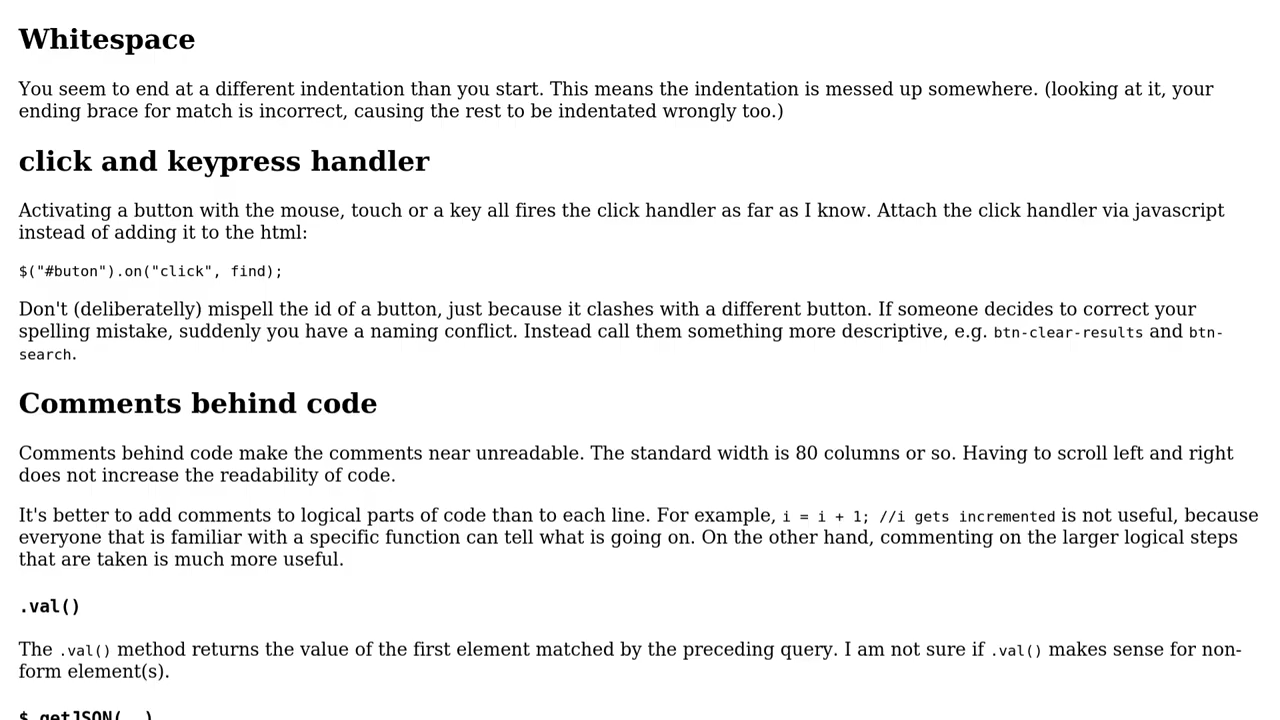 Whitespace
You seem to end at a different indentation than you start. This means the indentation is messed up somewhere. (looking at it, your
ending brace for match is incorrect, causing the rest to be indentated wrongly too.)
click and keypress handler
Activating a button with the mouse, touch or a key all fires the click handler as far as I know. Attach the click handler via javascript
instead of adding it to the html:
$("#buton").on("click", find);
Don't (deliberatelly) mispell the id of a button, just because it clashes with a different button. If someone decides to correct your
spelling mistake, suddenly you have a naming conflict. Instead call them something more descriptive, e.g. btn-clear-results and btn-
search.
Comments behind code
Comments behind code make the comments near unreadable. The standard width is 80 columns or so. Having to scroll left and right
does not increase the readability of code.
It's better to add comments to logical parts of code than to each line. For example, i = i + 1; //i gets incremented is not useful, because
everyone that is familiar with a specific function can tell what is going on. On the other hand, commenting on the larger logical steps
that are taken is much more useful.
.val()
The .val() method returns the value of the first element matched by the preceding query. I am not sure if .val() makes sense for non-
form element(s).
$.getJSON(..)